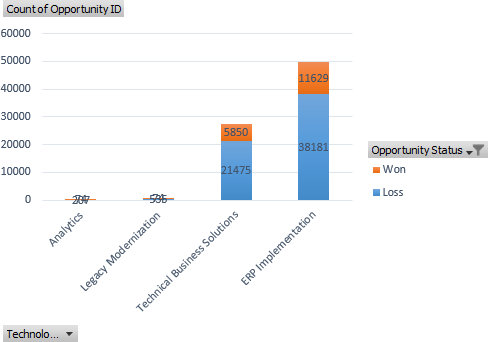 Count of Opportunity ID
60000
50000
40000
30000
20000
10000
0
11629
38181
5850
21475
Analytics
Legacy Modernization
Technical Business Solutions
ERP Implementation
Opportunity Status
Won
Loss
Technolo...